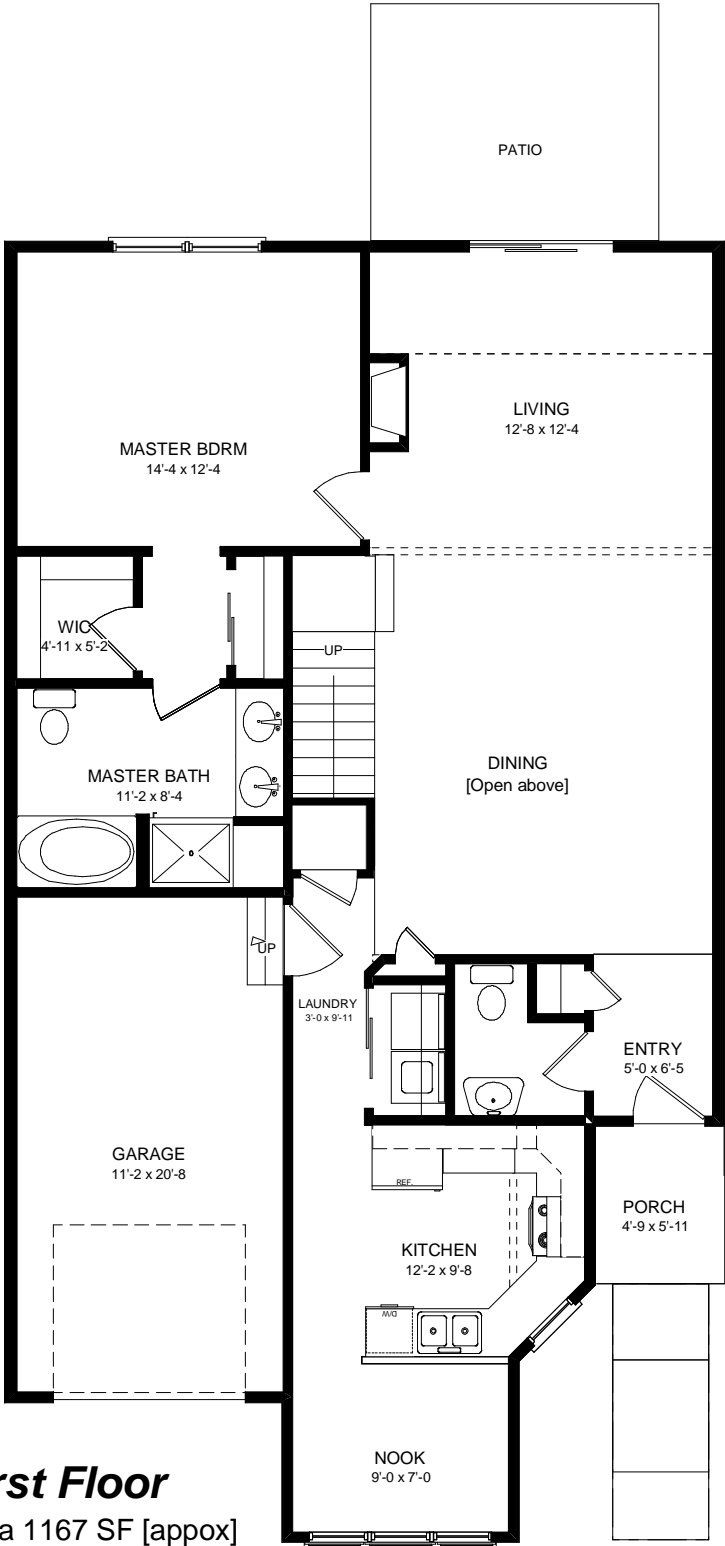 PATIO
LIVING
12'-8 x 12'-4
MASTER BDRM
14'-4 x 12'-4
WIC
4'-11 x 5'-2
UP
DINING
[Open above]
MASTER BATH
11'-2 x 8'-4
UP
LAUNDRY
3'-0 x 9'-11
ENTRY
5'-0 x 6'-5
GARAGE
11'-2 x 20'-8
REF.
PORCH
4'-9 x 5'-11
KITCHEN
12'-2 x 9'-8
D/W
NOOK
9'-0 x 7'-0
rst Floor
a 1167 SF [appox]